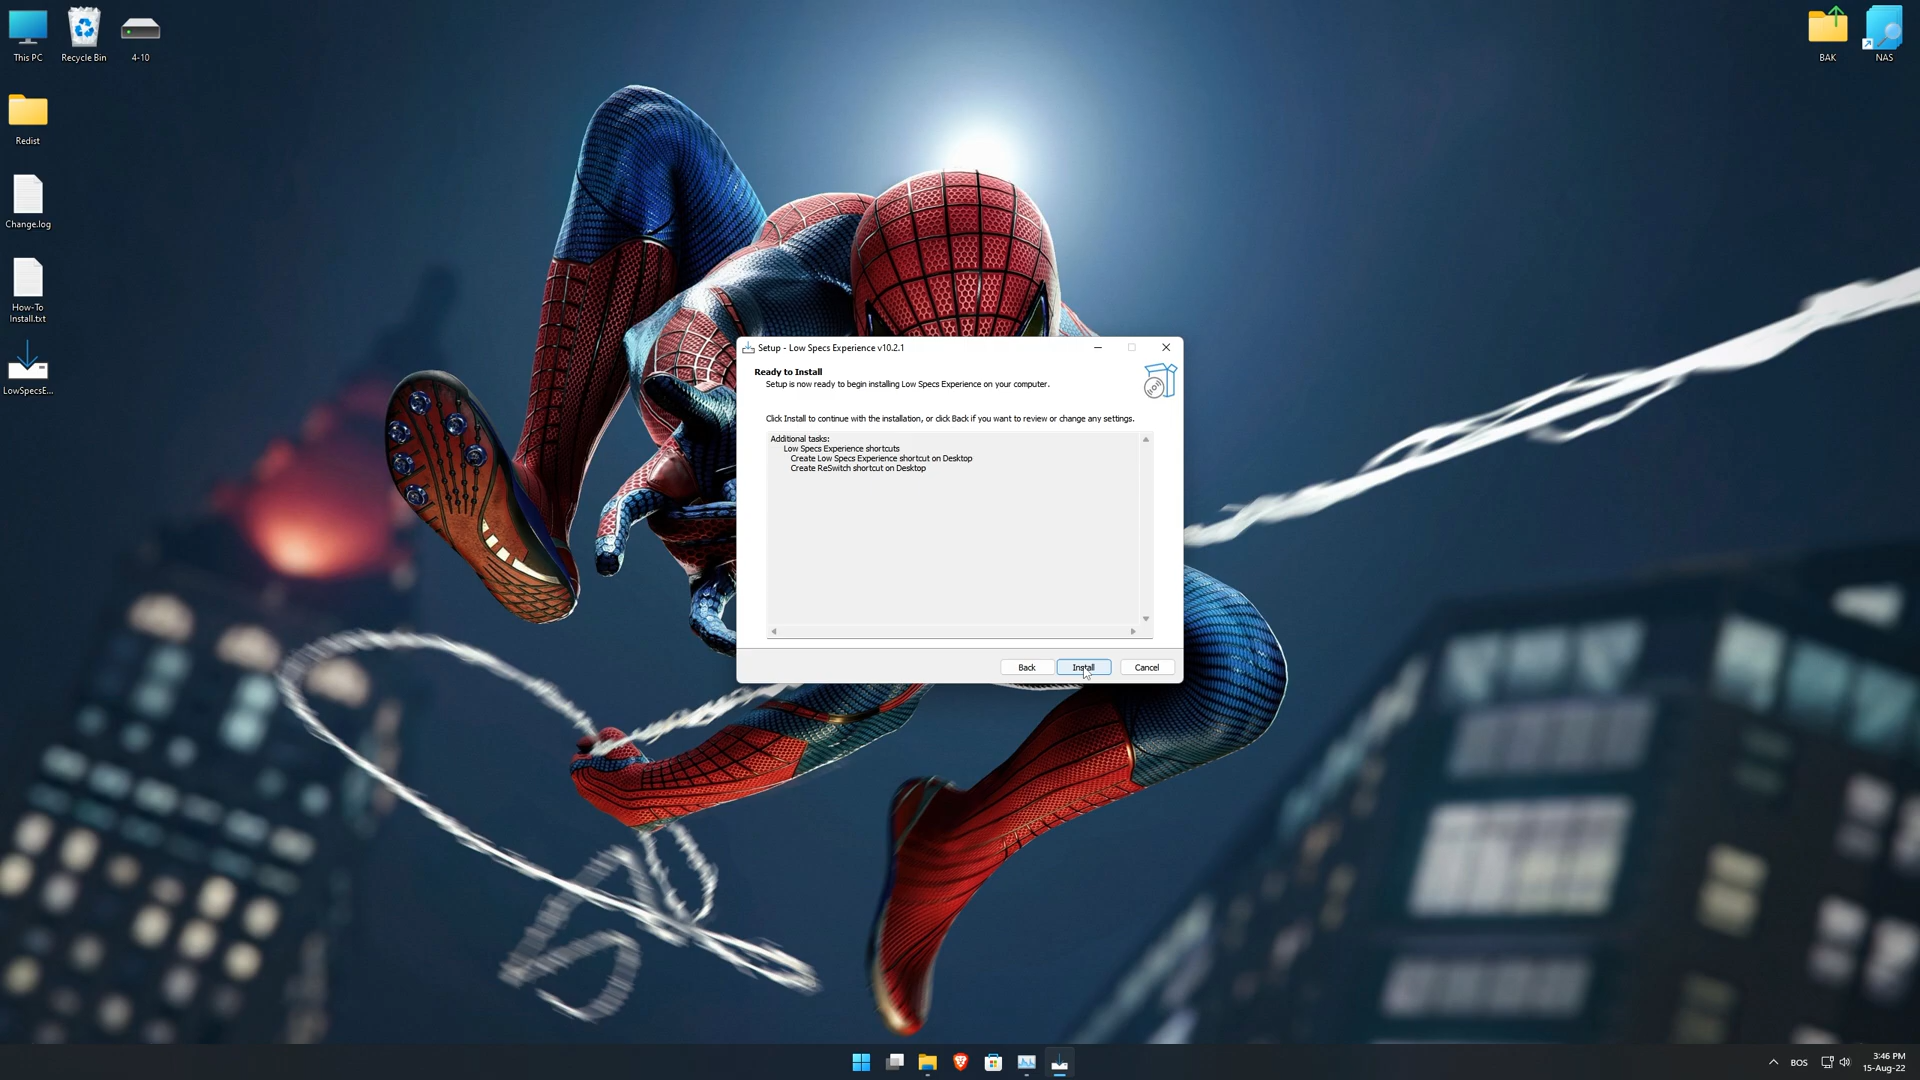 This PC
Recycle Bin
4-10
BAK
NAS
Redist
Change.log
How-To
Install.txt
LowSpecsE...
Setup - Low Specs Experience v10.2.1
Ready to Install
Setup is now ready to begin installing Low Specs Experience on your computer.
Click Install to continue with the installation, or click Back if you want to review or change any settings.
Additional tasks:
Low Specs Experience shortcuts
Create Low Specs Experience shortcut on Desktop
Create ReSwitch shortcut on Desktop
Back
Install
Cancel
BOS
3:46 PM
15-Aug-22